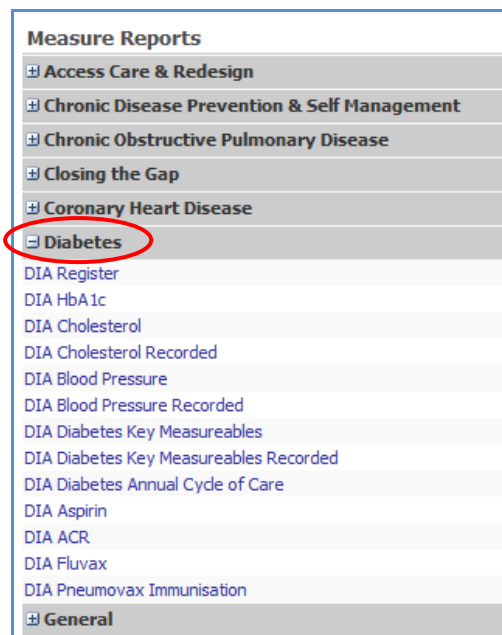 Measure Reports
Access Care & Redesign
Chronic Disease Prevention & Self Management
Chronic Obstructive Pulmonary Disease
Closing the Gap
Coronary Heart Disease
Diabetes
DIA Register
DIA HbA1c
DIA Cholesterol
DIA Cholesterol Recorded
DIA Blood Pressure
DIA Blood Pressure Recorded
DIA Diabetes Key Measureables
DIA Diabetes Key Measureables Recorded
DIA Diabetes Annual Cycle of Care
DIA Aspirin
DIA ACR
DIA Fluvax
DIA Pneumovax Immunisation
General